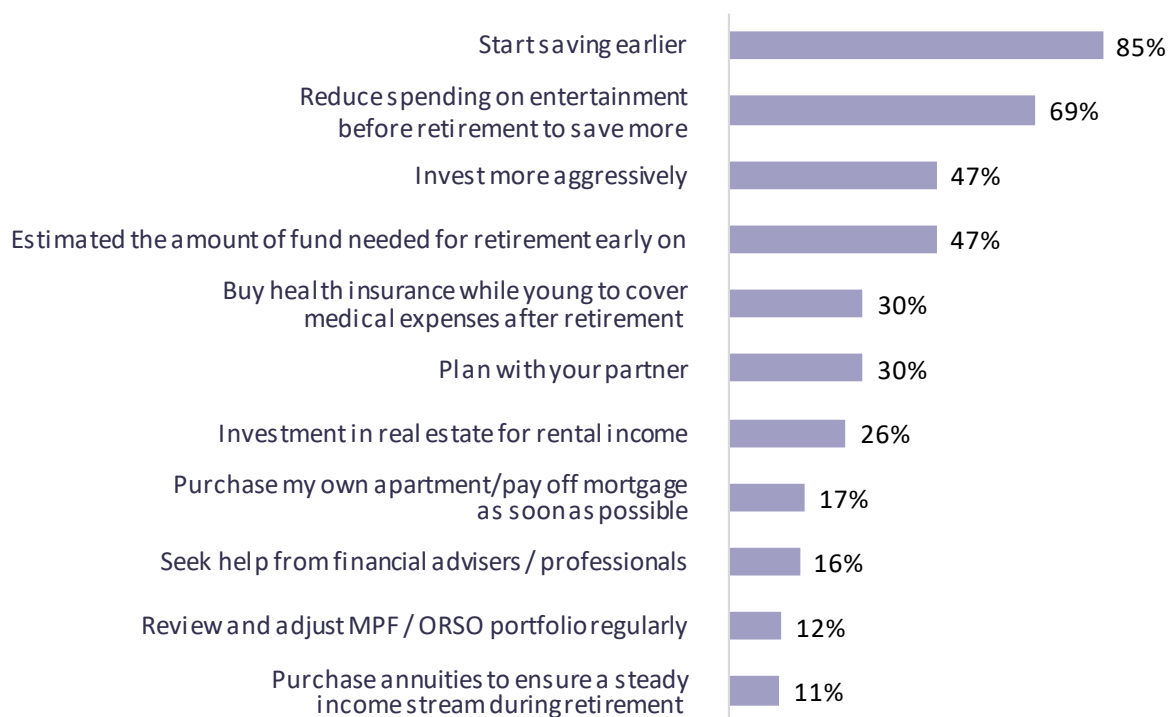 Start saving earlier
85%
Reduce spending on entertainment
before retirement to save more
69%
Invest more aggressively
47%
Estimated the amount of fund needed for retirement early on
47%
Buy health insurance while young to cover
medical expenses after retirement
30%
Plan with your partner
30%
Investment in real estate for rental income
26%
Purchase my own apartment/pay off mortgage
as soon as possible
17%
Seek help from financial advisers / professionals
16%
Review and adjust MPF / ORSO portfolio regularly
12%
Purchase annuities to ensure a steady
income stream during retirement
11%